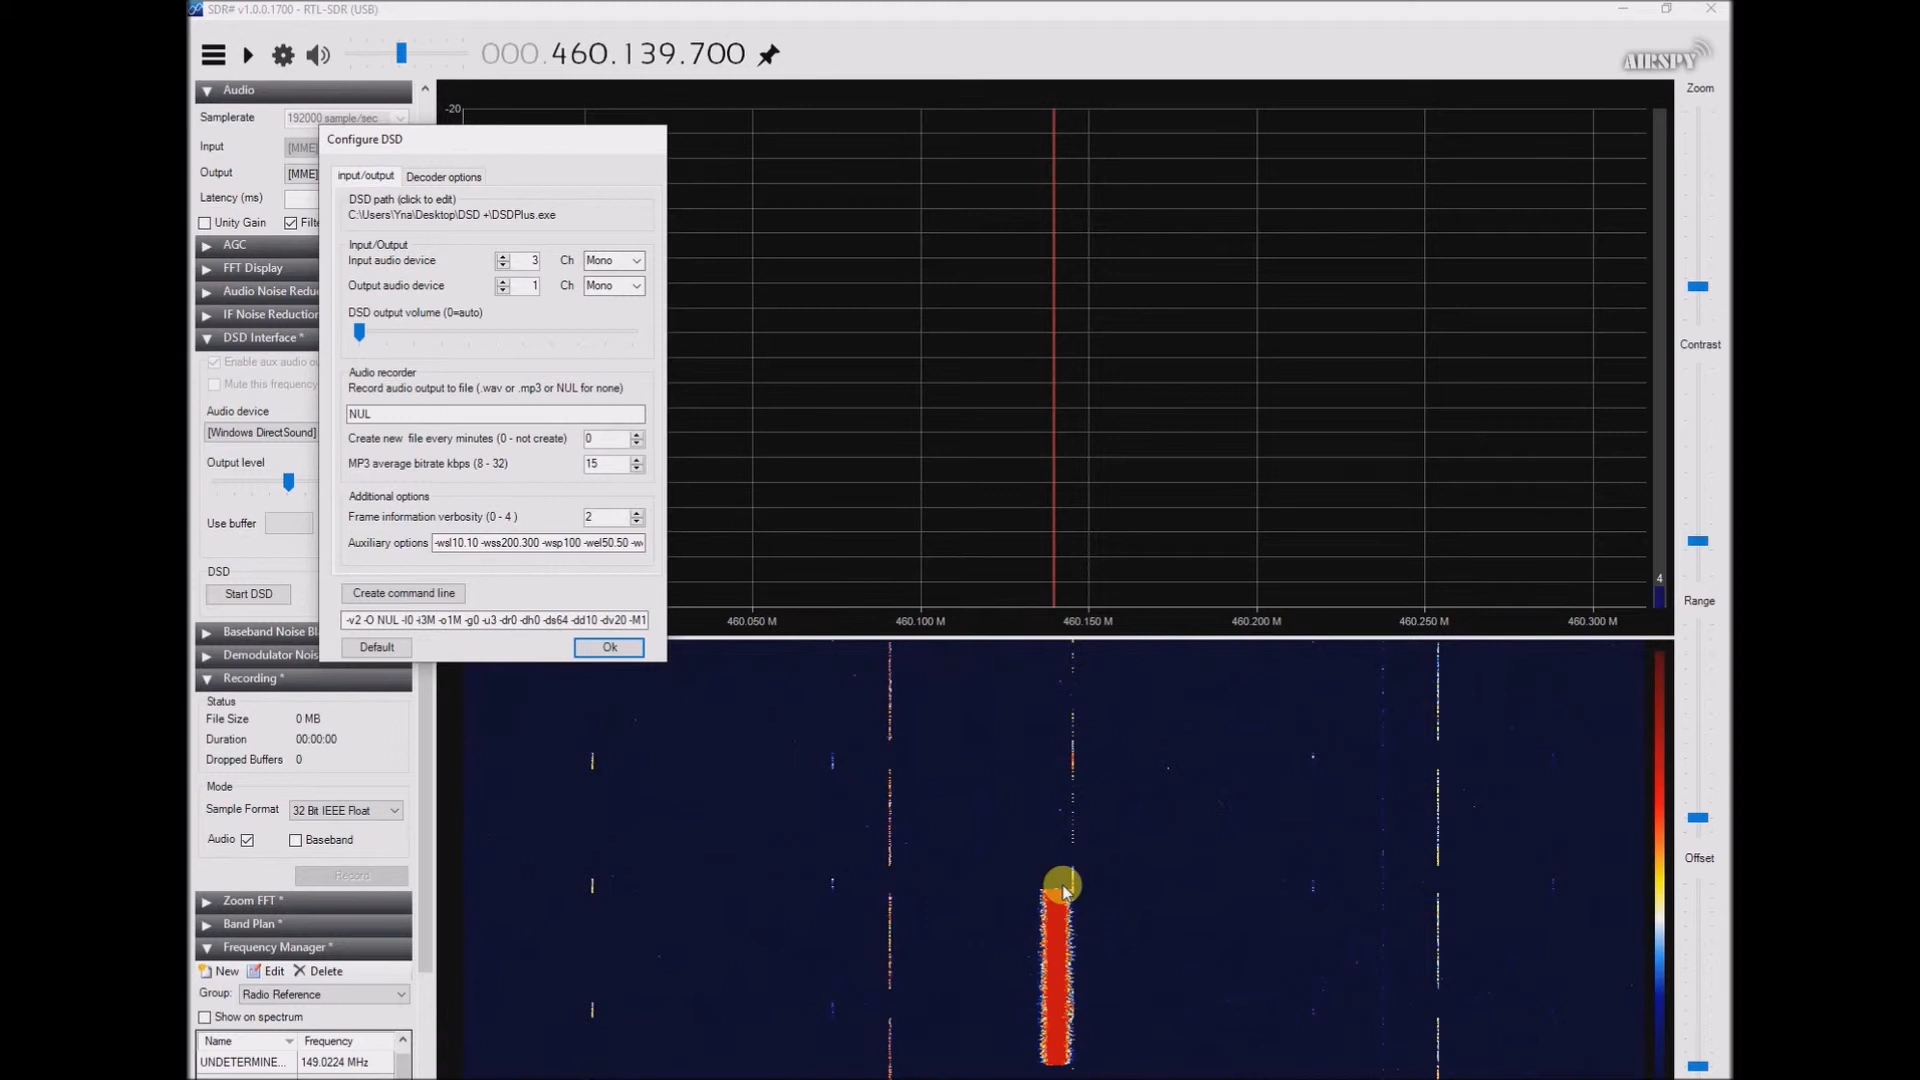 SDR# v1.0.0.1700 - RTL-SDR (USB)
000.460.139.700
AIRSPY
Audio
Samplerate 192000 sample/sec
Input [MME]
Output [MME]
Latency (ms)
Unity Gain
AGC
FFT Display
Audio Noise Redu
IF Noise Reduction
DSD Interface *
Enable aux audio ou
Mute this frequency
Audio device
[Windows DirectSound]
Output level
Use buffer
DSD
Start DSD
Baseband Noise Bl
Demodulator Nois
Recording *
Status
File Size 0 MB
Duration 00:00:00
Dropped Buffers 0
Mode
Sample Format 32 Bit IEEE Float
Audio Baseband
Record
Zoom FFT *
Band Plan *
Frequency Manager *
New Edit Delete
Group: Radio Reference
Show on spectrum
Name Frequency
UNDETERMINE... 149.0224 MHz
Configure DSD
input/output Decoder options
DSD path (click to edit)
C:\Users\Yna\Desktop\DSD +\DSDPlus.exe
Input/Output
Input audio device 3 Ch Mono
Output audio device 1 Ch Mono
DSD output volume (0=auto)
Audio recorder
Record audio output to file (.wav or .mp3 or NUL for none)
NUL
Create new file every minutes (0 - not create) 0
MP3 average bitrate kbps (8 - 32) 15
Additional options
Frame information verbosity (0 - 4 ) 2
Auxiliary options -wsl10.10 -wss200.300 -wsp100 -wel50.50 -w
Create command line
-v2 -O NUL -I0 -i3M -o1M -g0 -u3 -dr0 -dh0 -ds64 -dd10 -dv20 -M1
Default Ok
-20
4
460.050 M 460.100 M 460.150 M 460.200 M 460.250 M 460.300 M
Zoom
Contrast
Range
Offset